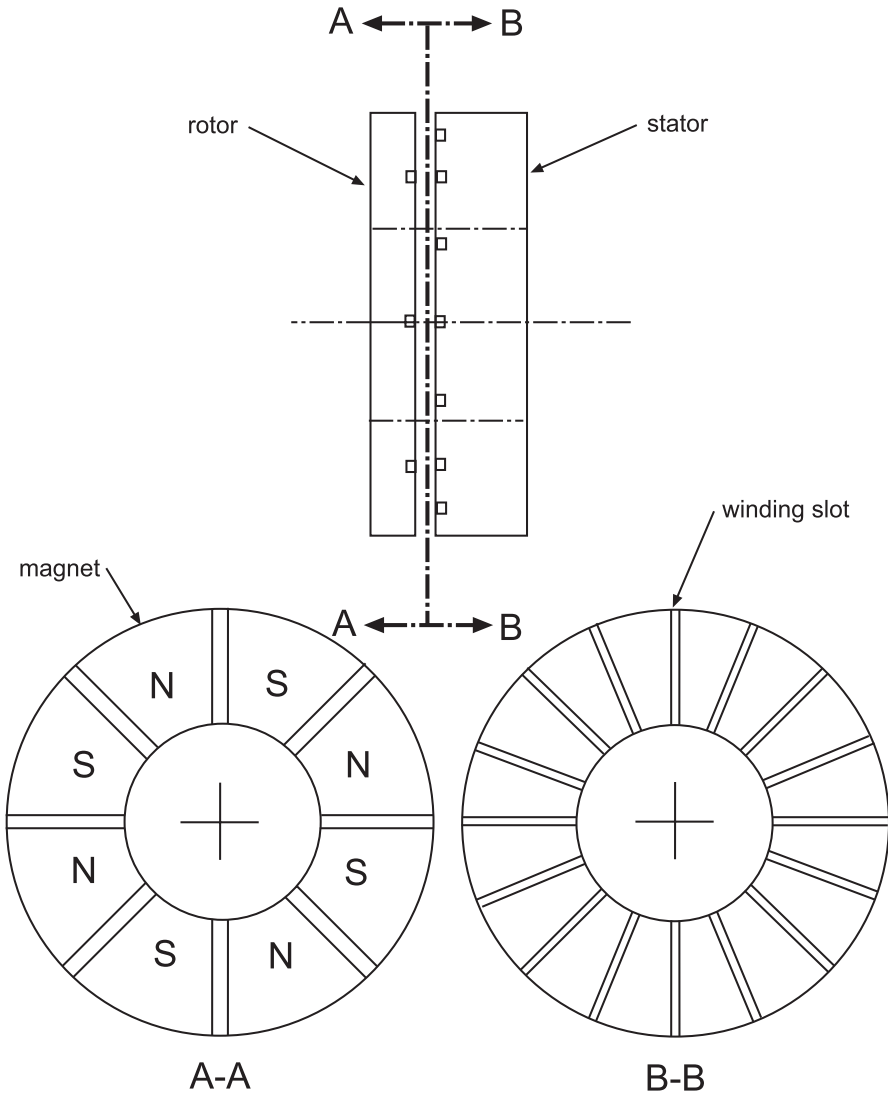 A B
rotor
stator
winding slot
magnet
A B
N S
S N
N S
S N
A-A
B-B